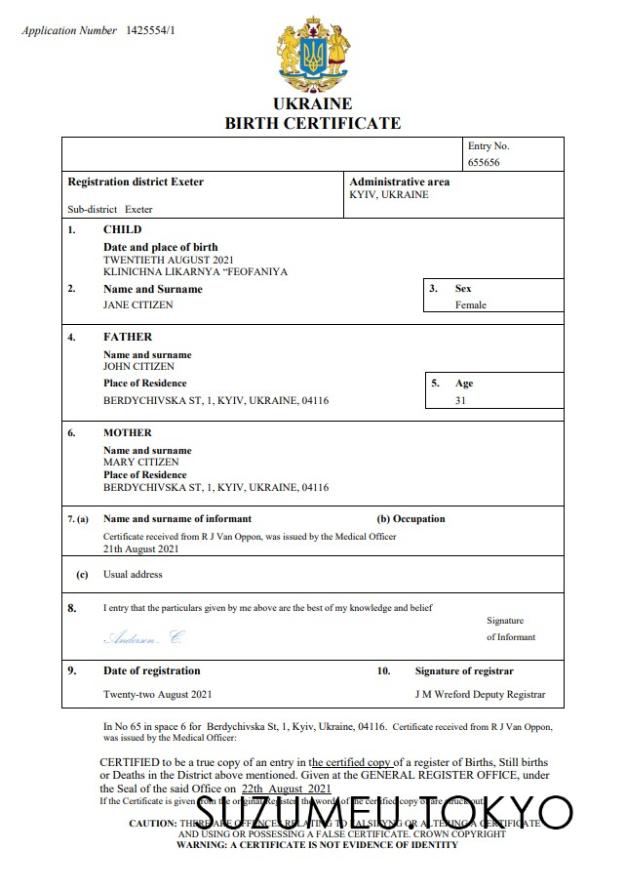 Application Number 1425554/1
UKRAINE
BIRTH CERTIFICATE
Entry No.
655656
Registration district Exeter
Sub-district Exeter
Administrative area
KYIV, UKRAINE
1. CHILD
Date and place of birth
TWENTIETH AUGUST 2021
KLINICHNA LIKARNYA “FEOFANIYA
2. Name and Surname
JANE CITIZEN
3. Sex
Female
4. FATHER
Name and surname
JOHN CITIZEN
Place of Residence
BERDYCHIVSKA ST, 1, KYIV, UKRAINE, 04116
5. Age
31
6. MOTHER
Name and surname
MARY CITIZEN
Place of Residence
BERDYCHIVSKA ST, 1, KYIV, UKRAINE, 04116
7. (a) Name and surname of informant (b) Occupation
Certificate received from R J Van Oppon, was issued by the Medical Officer
21th August 2021
(c) Usual address
8. I entry that the particulars given by me above are the best of my knowledge and belief
Anderson C.
Signature
of Informant
9. Date of registration
Twenty-two August 2021
10. Signature of registrar
J M Wreford Deputy Registrar
In No 65 in space 6 for Berdychivska St, 1, Kyiv, Ukraine, 04116. Certificate received from R J Van Oppon,
was issued by the Medical Officer:
CERTIFIED to be a true copy of an entry in the certified copy of a register of Births, Still births
or Deaths in the District above mentioned. Given at the GENERAL REGISTER OFFICE, under
the Seal of the said Office on 22th August 2021
If the Certificate is given from the original Register the words of the certified copy of are struck out.
SUZUMEU.TOKYO
CAUTION: THERE ARE OFFENCES RELATING TO FALSIFYNG OR ALTERING A CERTIFICATE
AND USING OR POSSESSING A FALSE CERTIFICATE. CROWN COPYRIGHT
WARNING: A CERTIFICATE IS NOT EVIDENCE OF IDENTITY